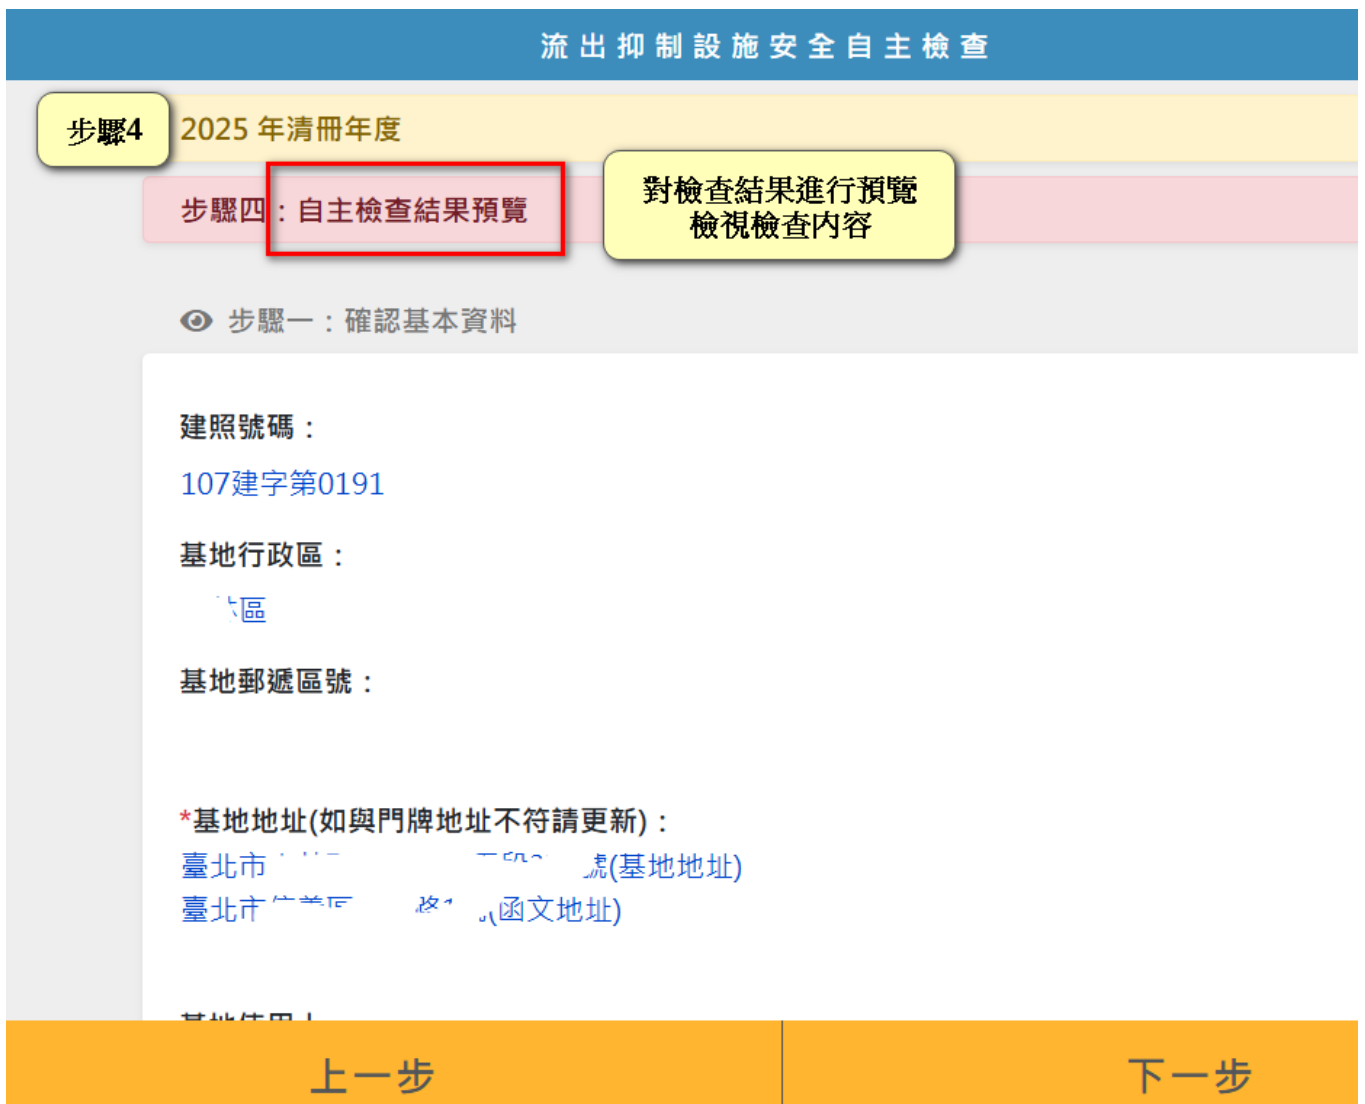 流出抑制設施安全自主檢查
步驟4
2025 年清冊年度
步驟四：自主檢查結果預覽
對檢查結果進行預覽
檢視檢查內容
步驟一：確認基本資料
建照號碼：
107建字第0191
基地行政區：
區
基地郵遞區號：
*基地地址(如與門牌地址不符請更新)：
臺北市 號(基地地址)
臺北市 (函文地址)
上一步
下一步